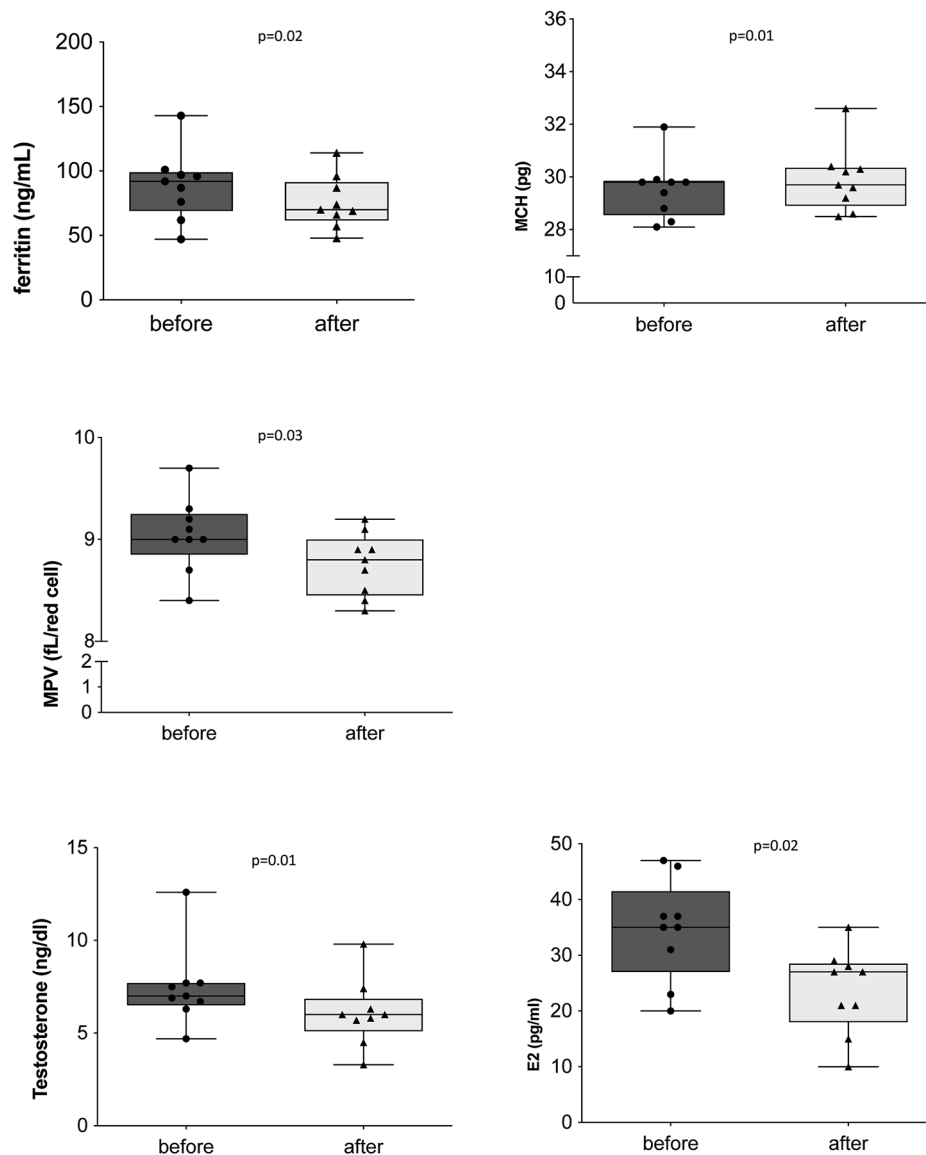 p=0.02
200
150
100
50
0
ferritin (ng/mL)
before after
p=0.01
36
34
32
30
28
10
0
MCH (pg)
before after
p=0.03
10
9
8
2
1
0
MPV (fL/red cell)
before after
p=0.01
15
10
5
0
Testosterone (ng/dl)
before after
p=0.02
50
40
30
20
10
0
E2 (pg/ml)
before after